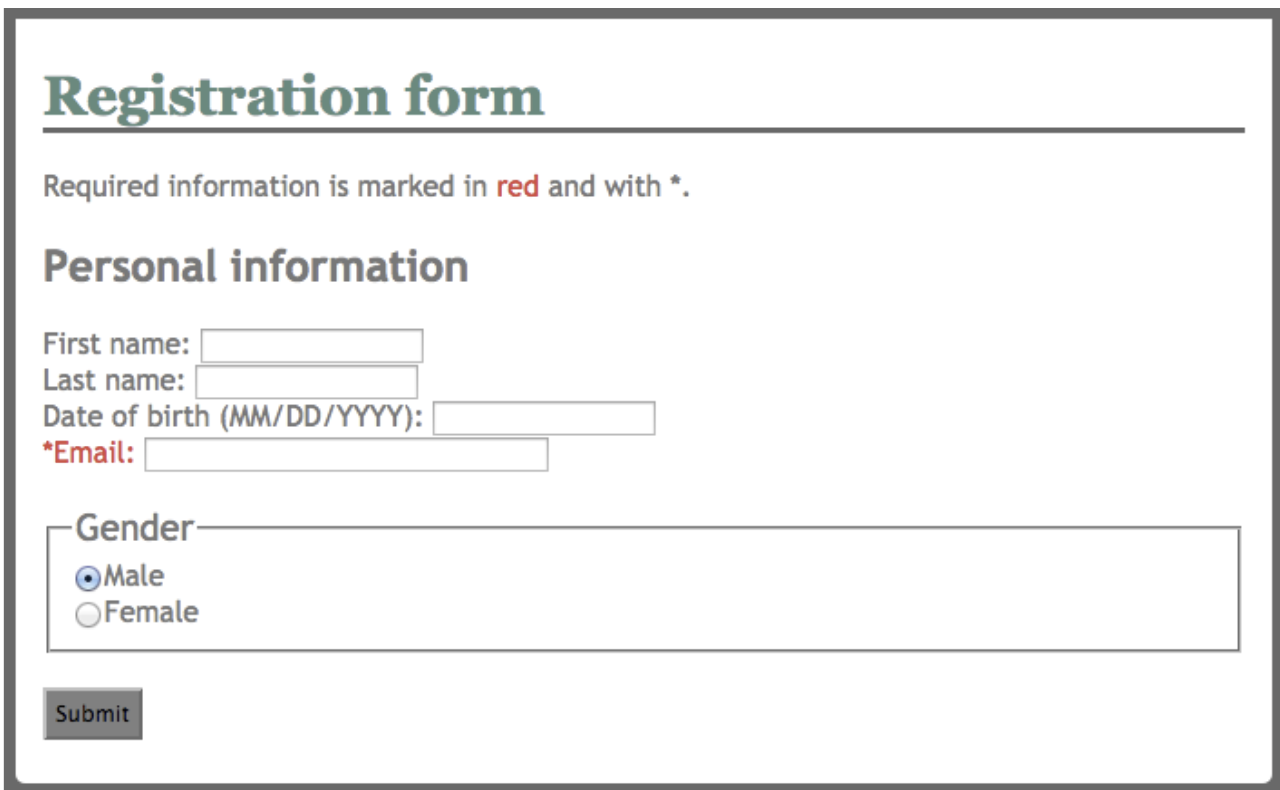 Registration form
Required information is marked in red and with *.
Personal information
First name:
Last name:
Date of birth (MM/DD/YYYY):
*Email:
Gender
Male
Female
Submit